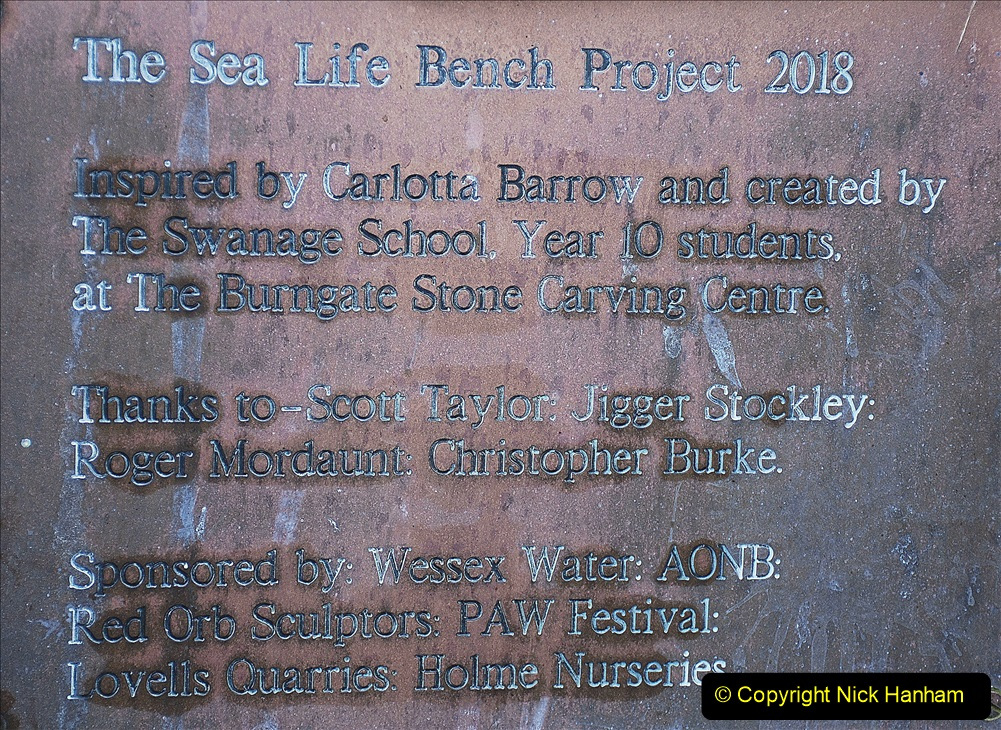 The Sea Life Bench Project 2018
Inspired by Carlotta Barrow and created by
The Swanage School, Year 10 students,
at The Burngate Stone Carving Centre.
Thanks to-Scott Taylor: Jigger Stockley:
Roger Mordaunt: Christopher Burke.
Sponsored by: Wessex Water: AONB:
Red Orb Sculptors: PAW Festival:
Lovells Quarries: Holme Nurseries
© Copyright Nick Hanham